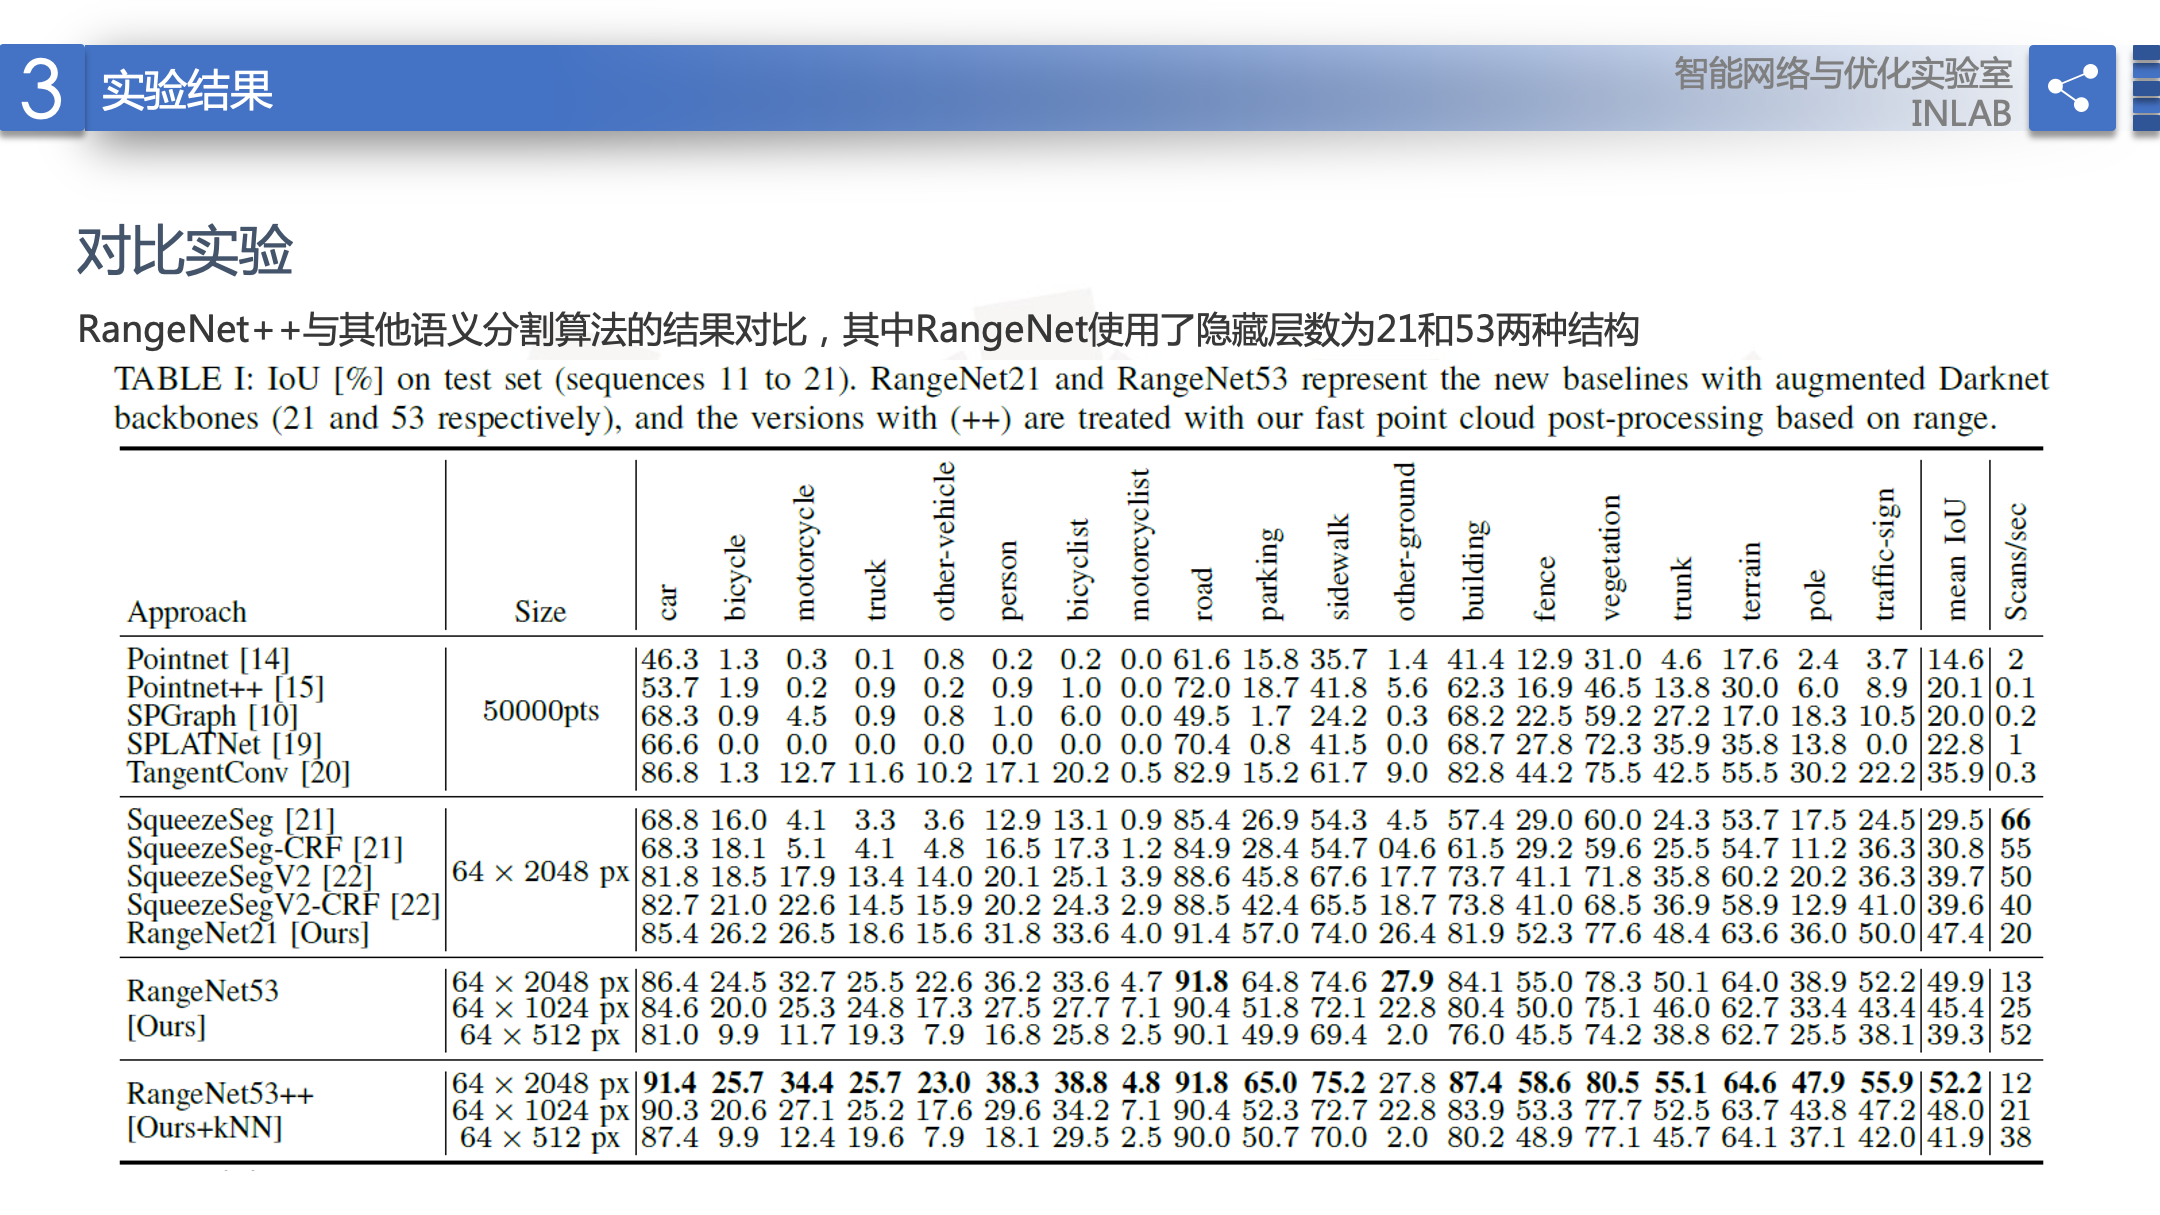 3 实验结果
智能网络与优化实验室
INLAB
对比实验
RangeNet++与其他语义分割算法的结果对比，其中RangeNet使用了隐藏层数为21和53两种结构
TABLE I: IoU [%] on test set (sequences 11 to 21). RangeNet21 and RangeNet53 represent the new baselines with augmented Darknet
backbones (21 and 53 respectively), and the versions with (++) are treated with our fast point cloud post-processing based on range.
Approach Size car bicycle motorcycle truck other-vehicle person bicyclist motorcyclist road parking sidewalk other-ground building fence vegetation trunk terrain pole traffic-sign mean IoU Scans/sec
Pointnet [14] 46.3 1.3 0.3 0.1 0.8 0.2 0.2 0.0 61.6 15.8 35.7 1.4 41.4 12.9 31.0 4.6 17.6 2.4 3.7 14.6 2
Pointnet++ [15] 53.7 1.9 0.2 0.9 0.2 0.9 1.0 0.0 72.0 18.7 41.8 5.6 62.3 16.9 46.5 13.8 30.0 6.0 8.9 20.1 0.1
SPGraph [10] 50000pts 68.3 0.9 4.5 0.9 0.8 1.0 6.0 0.0 49.5 1.7 24.2 0.3 68.2 22.5 59.2 27.2 17.0 18.3 10.5 20.0 0.2
SPLATNet [19] 66.6 0.0 0.0 0.0 0.0 0.0 0.0 0.0 70.4 0.8 41.5 0.0 68.7 27.8 72.3 35.9 35.8 13.8 0.0 22.8 1
TangentConv [20] 86.8 1.3 12.7 11.6 10.2 17.1 20.2 0.5 82.9 15.2 61.7 9.0 82.8 44.2 75.5 42.5 55.5 30.2 22.2 35.9 0.3
SqueezeSeg [21] 68.8 16.0 4.1 3.3 3.6 12.9 13.1 0.9 85.4 26.9 54.3 4.5 57.4 29.0 60.0 24.3 53.7 17.5 24.5 29.5 66
SqueezeSeg-CRF [21] 68.3 18.1 5.1 4.1 4.8 16.5 17.3 1.2 84.9 28.4 54.7 04.6 61.5 29.2 59.6 25.5 54.7 11.2 36.3 30.8 55
SqueezeSegV2 [22] 64 × 2048 px 81.8 18.5 17.9 13.4 14.0 20.1 25.1 3.9 88.6 45.8 67.6 17.7 73.7 41.1 71.8 35.8 60.2 20.2 36.3 39.7 50
SqueezeSegV2-CRF [22] 82.7 21.0 22.6 14.5 15.9 20.2 24.3 2.9 88.5 42.4 65.5 18.7 73.8 41.0 68.5 36.9 58.9 12.9 41.0 39.6 40
RangeNet21 [Ours] 85.4 26.2 26.5 18.6 15.6 31.8 33.6 4.0 91.4 57.0 74.0 26.4 81.9 52.3 77.6 48.4 63.6 36.0 50.0 47.4 20
RangeNet53
[Ours]
64 × 2048 px 86.4 24.5 32.7 25.5 22.6 36.2 33.6 4.7 91.8 64.8 74.6 27.9 84.1 55.0 78.3 50.1 64.0 38.9 52.2 49.9 13
64 × 1024 px 84.6 20.0 25.3 24.8 17.3 27.5 27.7 7.1 90.4 51.8 72.1 22.8 80.4 50.0 75.1 46.0 62.7 33.4 43.4 45.4 25
64 × 512 px 81.0 9.9 11.7 19.3 7.9 16.8 25.8 2.5 90.1 49.9 69.4 2.0 76.0 45.5 74.2 38.8 62.7 25.5 38.1 39.3 52
RangeNet53++
[Ours+kNN]
64 × 2048 px 91.4 25.7 34.4 25.7 23.0 38.3 38.8 4.8 91.8 65.0 75.2 27.8 87.4 58.6 80.5 55.1 64.6 47.9 55.9 52.2 12
64 × 1024 px 90.3 20.6 27.1 25.2 17.6 29.6 34.2 7.1 90.4 52.3 72.7 22.8 83.9 53.3 77.7 52.5 63.7 43.8 47.2 48.0 21
64 × 512 px 87.4 9.9 12.4 19.6 7.9 18.1 29.5 2.5 90.0 50.7 70.0 2.0 80.2 48.9 77.1 45.7 64.1 37.1 42.0 41.9 38